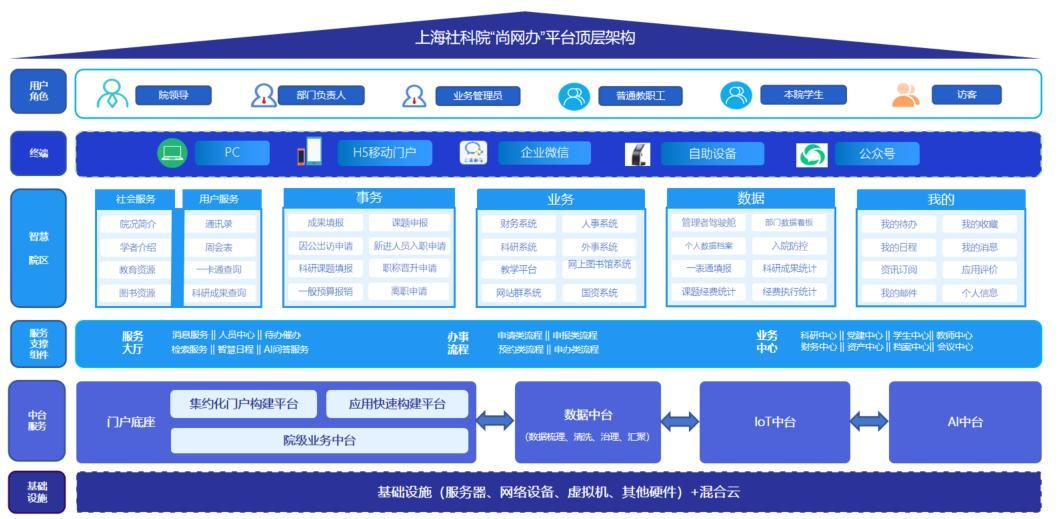 上海社科院“尚网办”平台顶层架构
用户
角色
院领导
部门负责人
业务管理员
普通教职工
本院学生
访客
终端
PC
H5移动门户
企业微信
自助设备
公众号
智慧
院区
社会服务
院况简介
学者介绍
教育资源
图书资源
用户服务
通讯录
周会表
一卡通查询
科研成果查询
事务
成果填报
课题申报
因公出访申请
新进人员入职申请
科研课题填报
职称晋升申请
一般预算报销
离职申请
业务
财务系统
人事系统
科研系统
外事系统
教学平台
网上图书馆系统
网站群系统
国资系统
数据
管理者驾驶舱
部门数据看板
个人数据档案
入院防控
一表通填报
科研成果统计
课题经费统计
经费执行统计
我的
我的待办
我的收藏
我的日程
我的消息
资讯订阅
应用评价
我的邮件
个人信息
服务
支撑
组件
服务
大厅
消息服务 || 人员中心 || 待办催办
检索服务 || 智慧日程 || AI问答服务
办事
流程
申请类流程 || 申报类流程
预约类流程 || 申办类流程
业务
中心
科研中心 || 党建中心 || 学生中心|| 教师中心
财务中心 || 资产中心 || 档案中心|| 会议中心
中台
服务
门户底座
集约化门户构建平台
应用快速构建平台
院级业务中台
数据中台
(数据梳理、清洗、治理、汇聚)
IoT中台
AI中台
基础
设施
基础设施（服务器、网络设备、虚拟机、其他硬件）+混合云